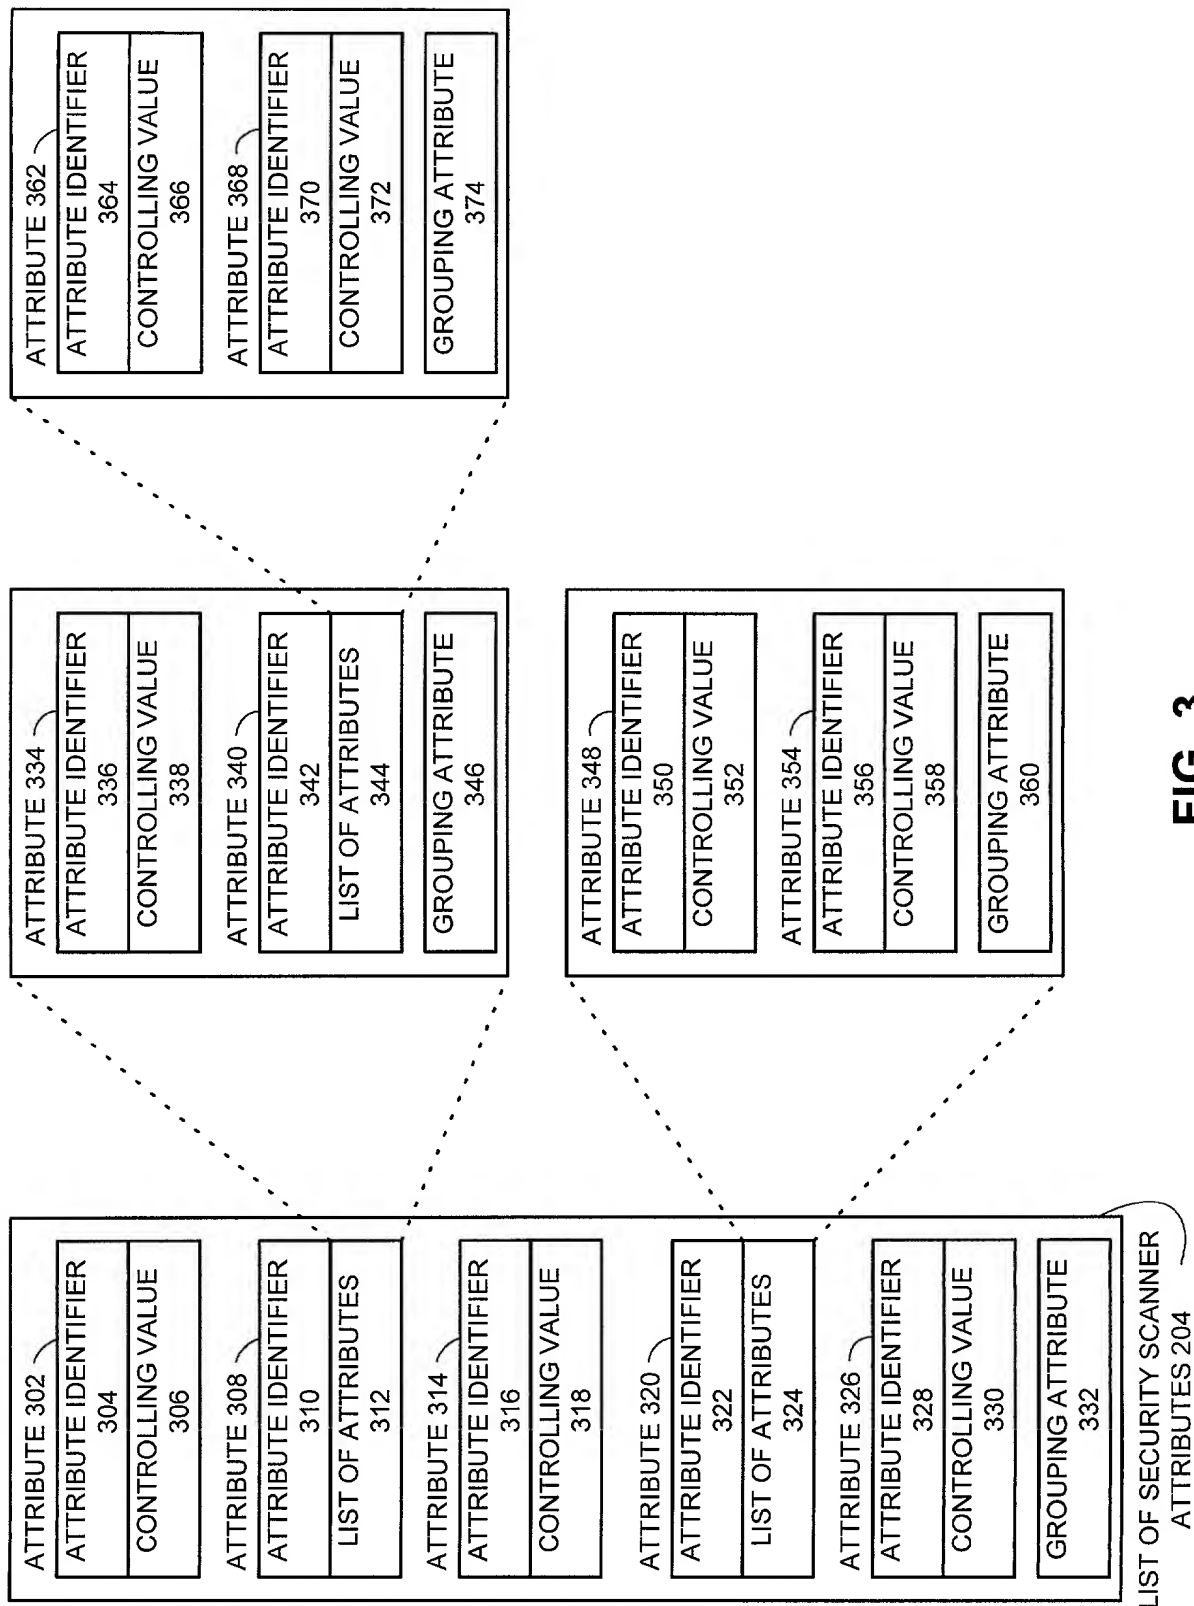 ATTRIBUTE 302
ATTRIBUTE IDENTIFIER
304
CONTROLLING VALUE
306
ATTRIBUTE 308
ATTRIBUTE IDENTIFIER
310
LIST OF ATTRIBUTES
312
ATTRIBUTE 314
ATTRIBUTE IDENTIFIER
316
CONTROLLING VALUE
318
ATTRIBUTE 320
ATTRIBUTE IDENTIFIER
322
LIST OF ATTRIBUTES
324
ATTRIBUTE 326
ATTRIBUTE IDENTIFIER
328
CONTROLLING VALUE
330
GROUPING ATTRIBUTE
332
LIST OF SECURITY SCANNER
ATTRIBUTES 204
ATTRIBUTE 334
ATTRIBUTE IDENTIFIER
336
CONTROLLING VALUE
338
ATTRIBUTE 340
ATTRIBUTE IDENTIFIER
342
LIST OF ATTRIBUTES
344
GROUPING ATTRIBUTE
346
ATTRIBUTE 348
ATTRIBUTE IDENTIFIER
350
CONTROLLING VALUE
352
ATTRIBUTE 354
ATTRIBUTE IDENTIFIER
356
CONTROLLING VALUE
358
GROUPING ATTRIBUTE
360
ATTRIBUTE 362
ATTRIBUTE IDENTIFIER
364
CONTROLLING VALUE
366
ATTRIBUTE 368
ATTRIBUTE IDENTIFIER
370
CONTROLLING VALUE
372
GROUPING ATTRIBUTE
374
FIG. 3